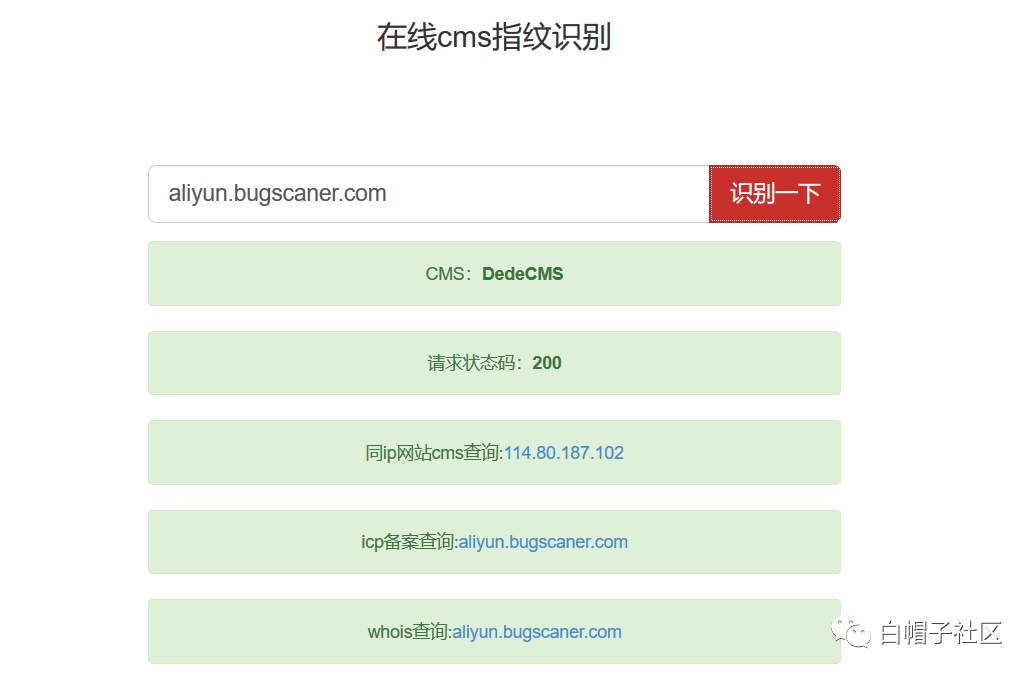 在线cms指纹识别
aliyun.bugscaner.com
识别一下
CMS：DedeCMS
请求状态码：200
同ip网站cms查询:114.80.187.102
icp备案查询:aliyun.bugscaner.com
whois查询:aliyun.bugscaner.com
白帽子社区